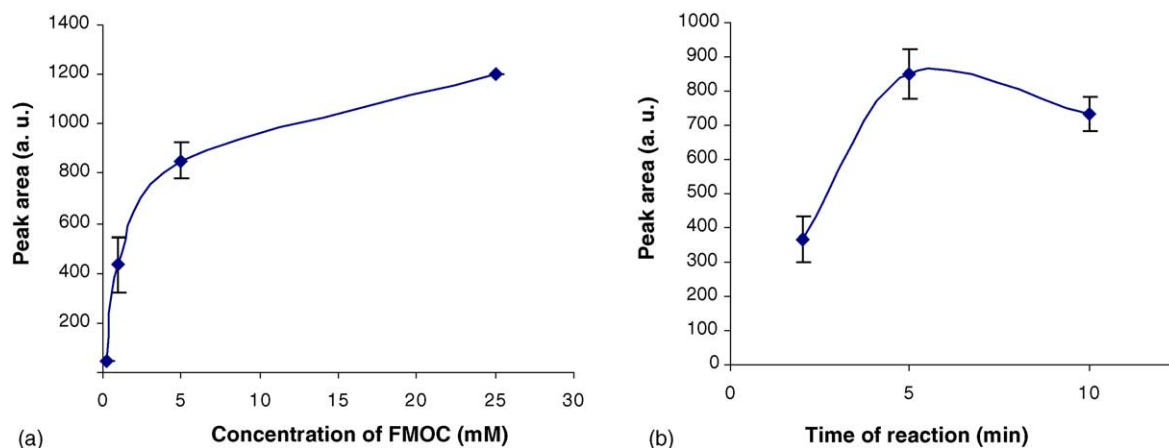 1400
1200
1000
800
600
400
200
0 5 10 15 20 25 30
Peak area (a. u.)
Concentration of FMOC (mM)
(a)
1000
900
800
700
600
500
400
300
200
100
0
0 5 10
Peak area (a. u.)
Time of reaction (min)
(b)